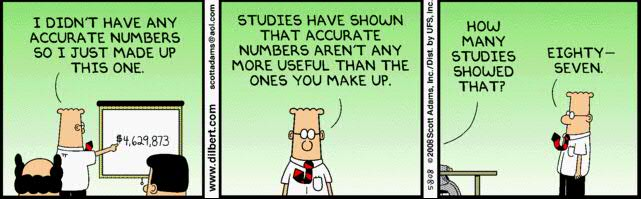 I DIDN'T HAVE ANY
ACCURATE NUMBERS
SO I JUST MADE UP
THIS ONE.
$4,629,873
www.dilbert.com
scottadams@aol.com
STUDIES HAVE SHOWN
THAT ACCURATE
NUMBERS AREN'T ANY
MORE USEFUL THAN THE
ONES YOU MAKE UP.
5-8-08 ©2008 Scott Adams, Inc./Dist. by UFS, Inc.
HOW
MANY
STUDIES
SHOWED
THAT?
EIGHTY-
SEVEN.